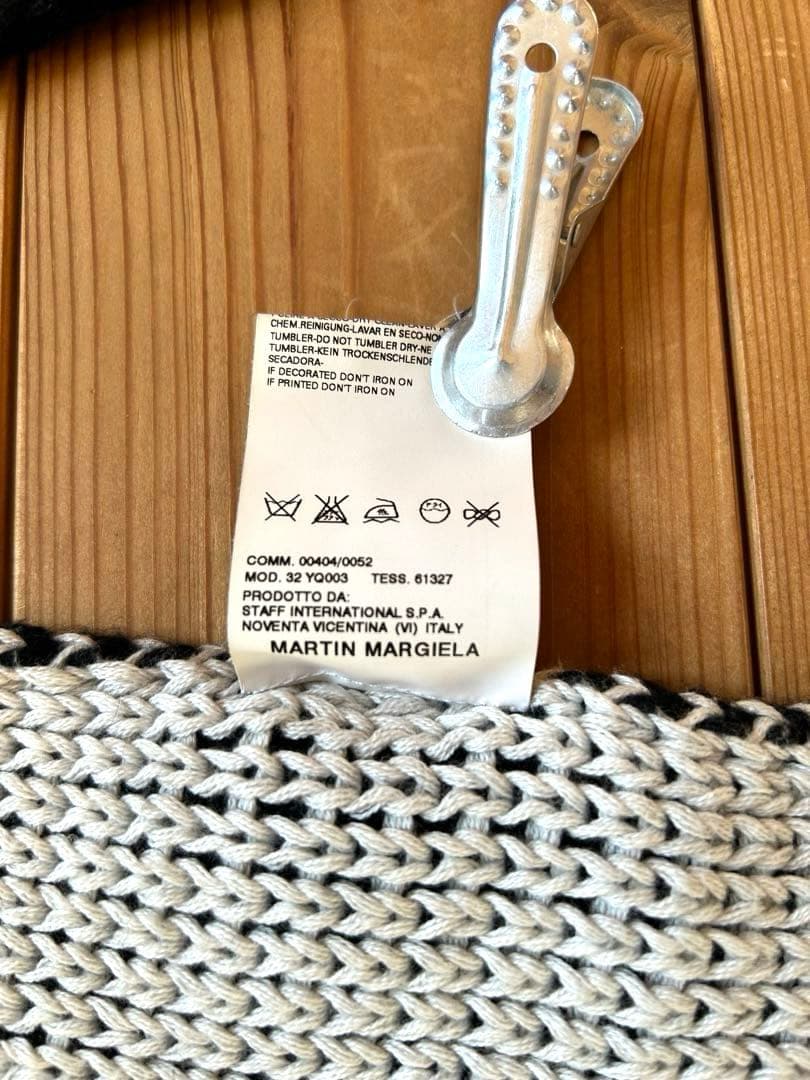 CHEM.REINIGUNG-LAVAR EN SECO-NON
TUMBLER-DO NOT TUMBLER DRY-NE
TUMBLER-KEIN TROCKENSCHLENDE
SECADORA-
IF DECORATED DON'T IRON ON
IF PRINTED DON'T IRON ON
COMM. 00404/0052
MOD. 32 YQ003 TESS. 61327
PRODOTTO DA:
STAFF INTERNATIONAL S.P.A.
NOVENTA VICENTINA (VI) ITALY
MARTIN MARGIELA